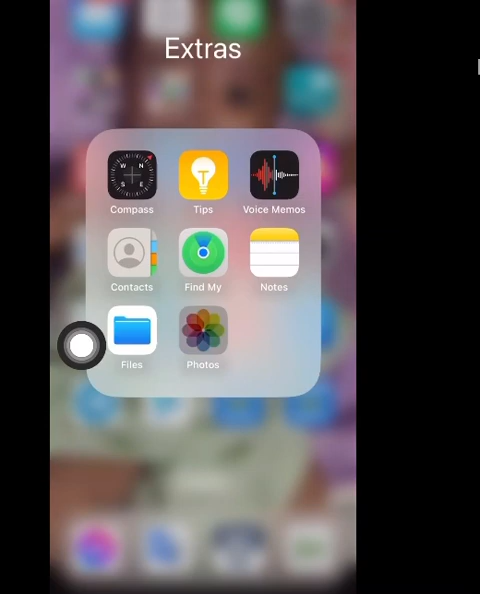 Extras
Compass
Tips
Voice Memos
Contacts
Find My
Notes
Files
Photos